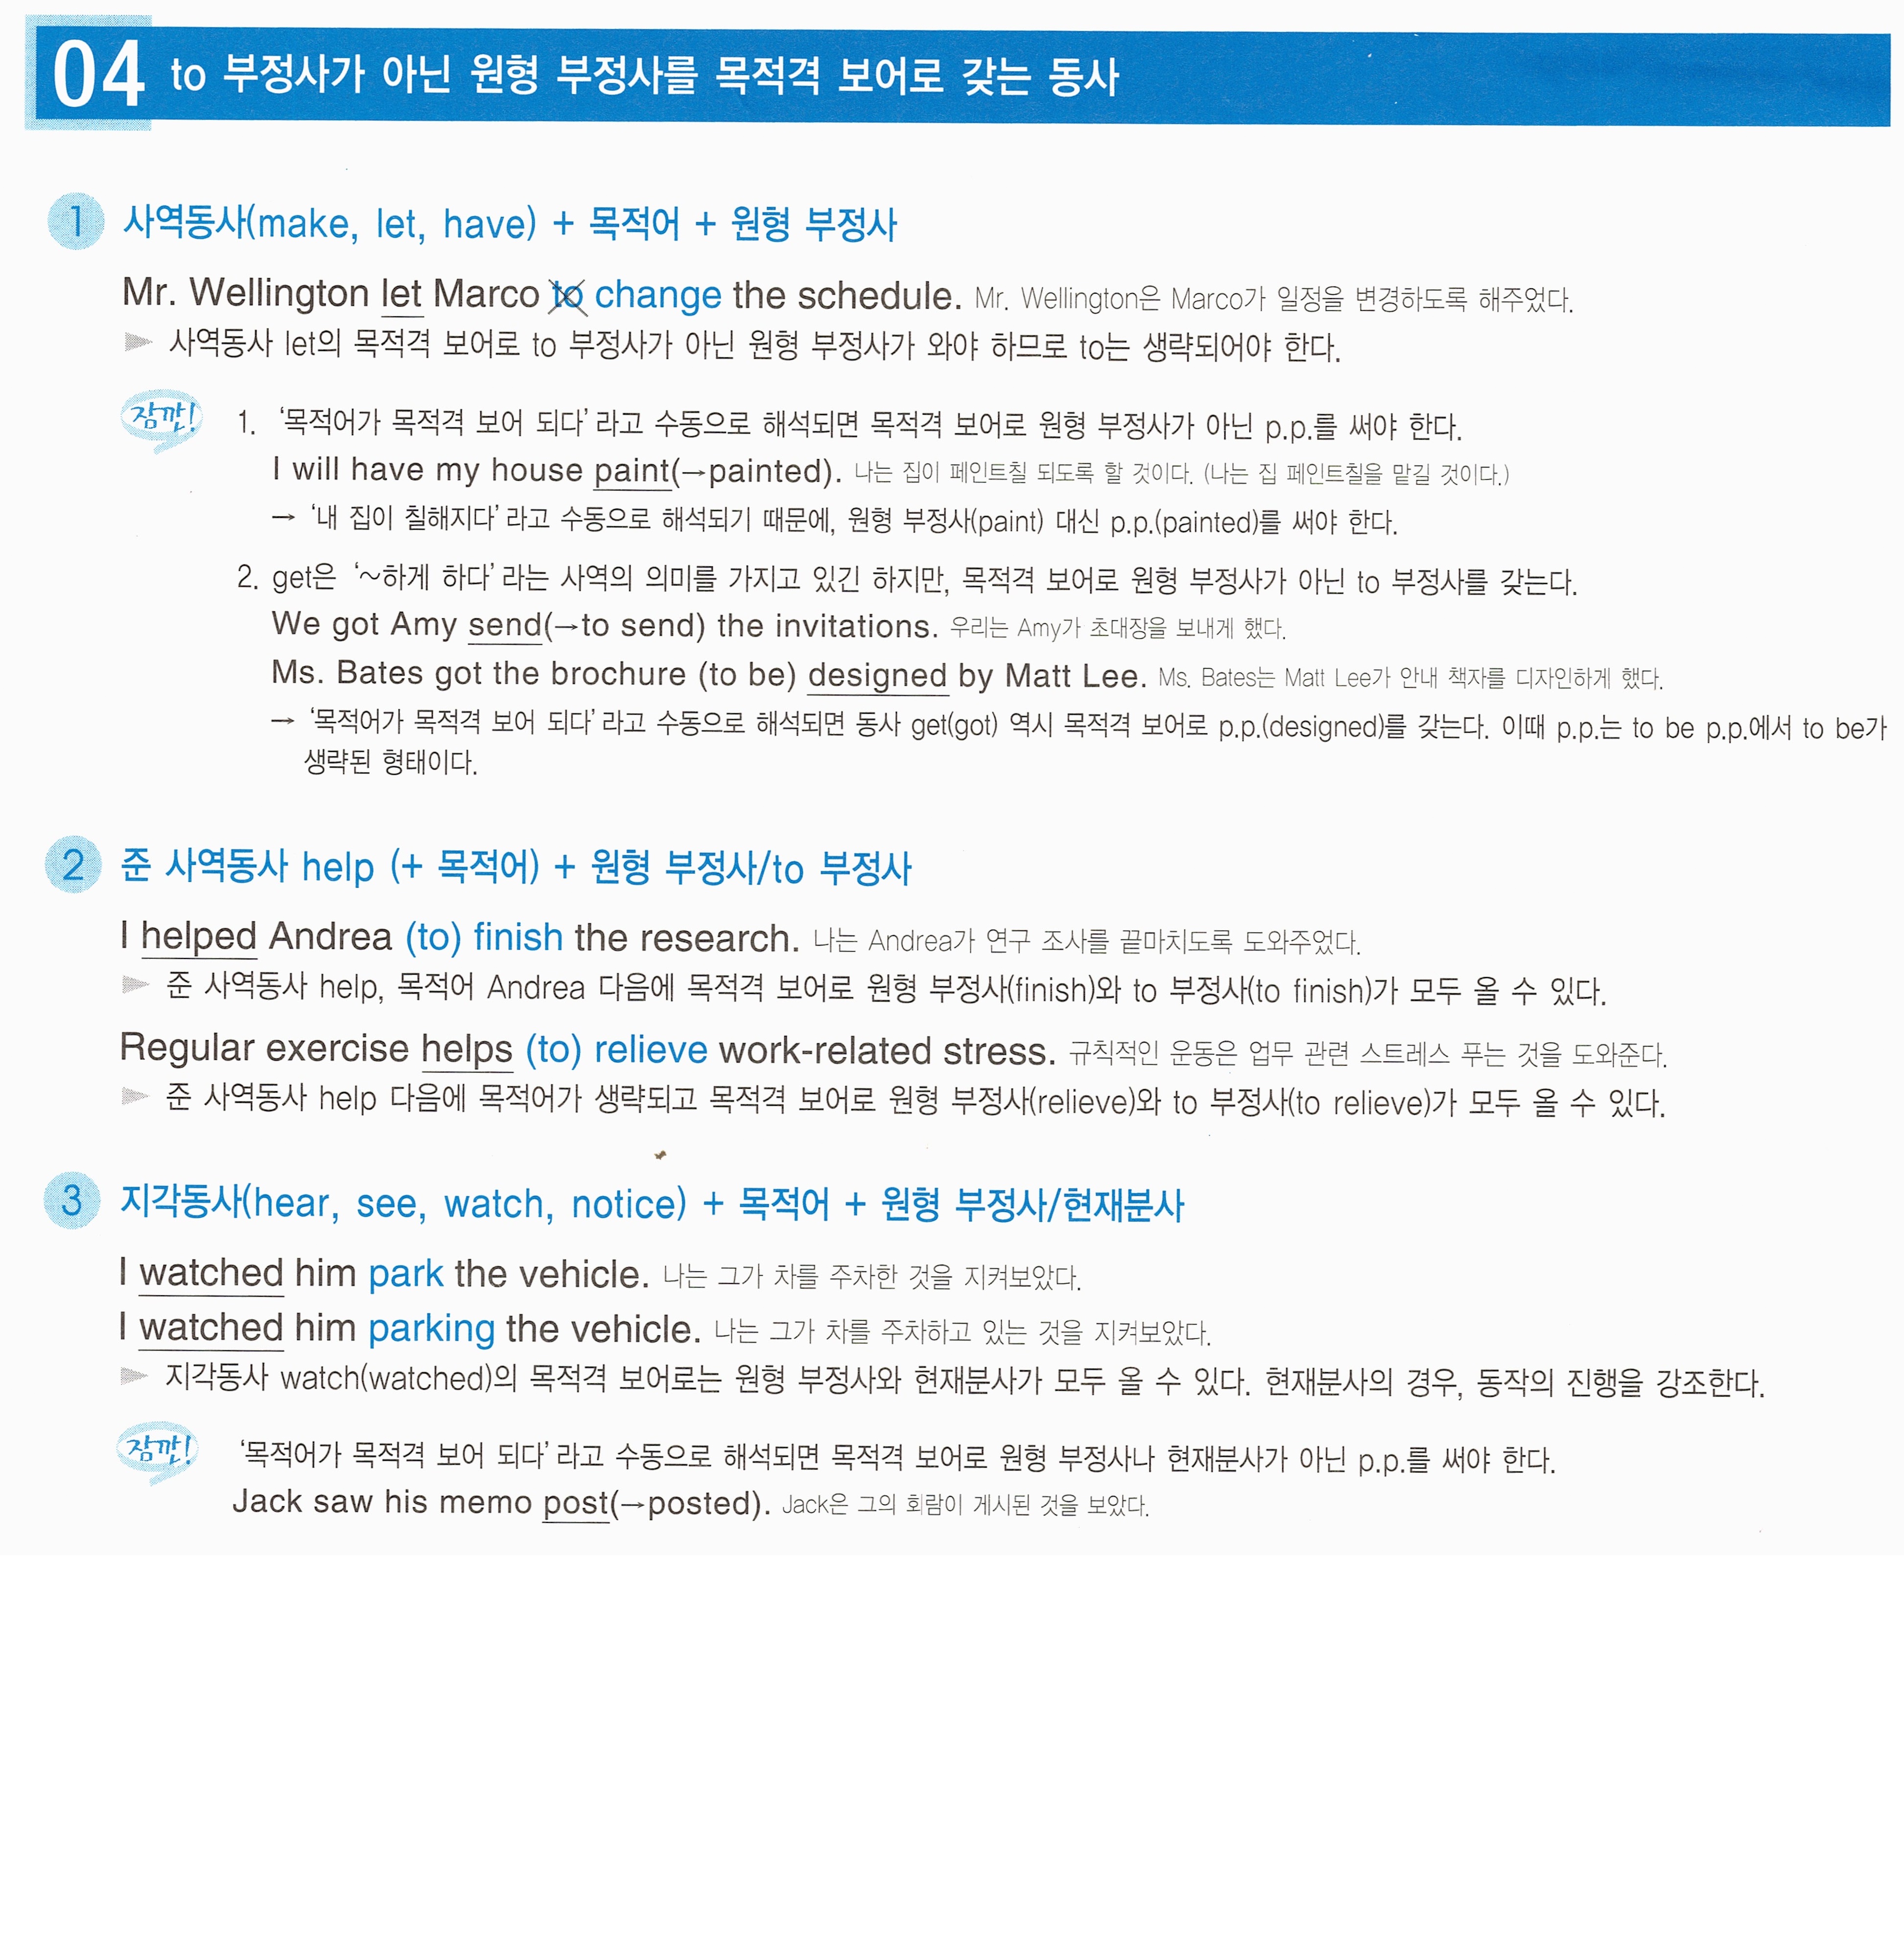 04 to 부정사가 아닌 원형 부정사를 목적격 보어로 갖는 동사
1 사역동사(make, let, have) + 목적어 + 원형 부정사
Mr. Wellington let Marco to change the schedule. Mr. Wellington은 Marco가 일정을 변경하도록 해주었다.
▶ 사역동사 let의 목적격 보어로 to 부정사가 아닌 원형 부정사가 와야 하므로 to는 생략되어야 한다.
잠깐! 1. '목적어가 목적격 보어 되다'라고 수동으로 해석되면 목적격 보어로 원형 부정사가 아닌 p.p.를 써야 한다.
I will have my house paint(→painted). 나는 집이 페인트칠 되도록 할 것이다. (나는 집 페인트칠을 맡길 것이다.)
→ '내 집이 칠해지다'라고 수동으로 해석되기 때문에, 원형 부정사(paint) 대신 p.p.(painted)를 써야 한다.
2. get은 '~하게 하다'라는 사역의 의미를 가지고 있긴 하지만, 목적격 보어로 원형 부정사가 아닌 to 부정사를 갖는다.
We got Amy send(→to send) the invitations. 우리는 Amy가 초대장을 보내게 했다.
Ms. Bates got the brochure (to be) designed by Matt Lee. Ms. Bates는 Matt Lee가 안내 책자를 디자인하게 했다.
→ '목적어가 목적격 보어 되다'라고 수동으로 해석되면 동사 get(got) 역시 목적격 보어로 p.p.(designed)를 갖는다. 이때 p.p.는 to be p.p.에서 to be가
생략된 형태이다.
2 준 사역동사 help (+ 목적어) + 원형 부정사/to 부정사
I helped Andrea (to) finish the research. 나는 Andrea가 연구 조사를 끝마치도록 도와주었다.
▶ 준 사역동사 help, 목적어 Andrea 다음에 목적격 보어로 원형 부정사(finish)와 to 부정사(to finish)가 모두 올 수 있다.
Regular exercise helps (to) relieve work-related stress. 규칙적인 운동은 업무 관련 스트레스 푸는 것을 도와준다.
▶ 준 사역동사 help 다음에 목적어가 생략되고 목적격 보어로 원형 부정사(relieve)와 to 부정사(to relieve)가 모두 올 수 있다.
3 지각동사(hear, see, watch, notice) + 목적어 + 원형 부정사/현재분사
I watched him park the vehicle. 나는 그가 차를 주차한 것을 지켜보았다.
I watched him parking the vehicle. 나는 그가 차를 주차하고 있는 것을 지켜보았다.
▶ 지각동사 watch(watched)의 목적격 보어로는 원형 부정사와 현재분사가 모두 올 수 있다. 현재분사의 경우, 동작의 진행을 강조한다.
잠깐! '목적어가 목적격 보어 되다'라고 수동으로 해석되면 목적격 보어로 원형 부정사나 현재분사가 아닌 p.p.를 써야 한다.
Jack saw his memo post(→posted). Jack은 그의 회람이 게시된 것을 보았다.